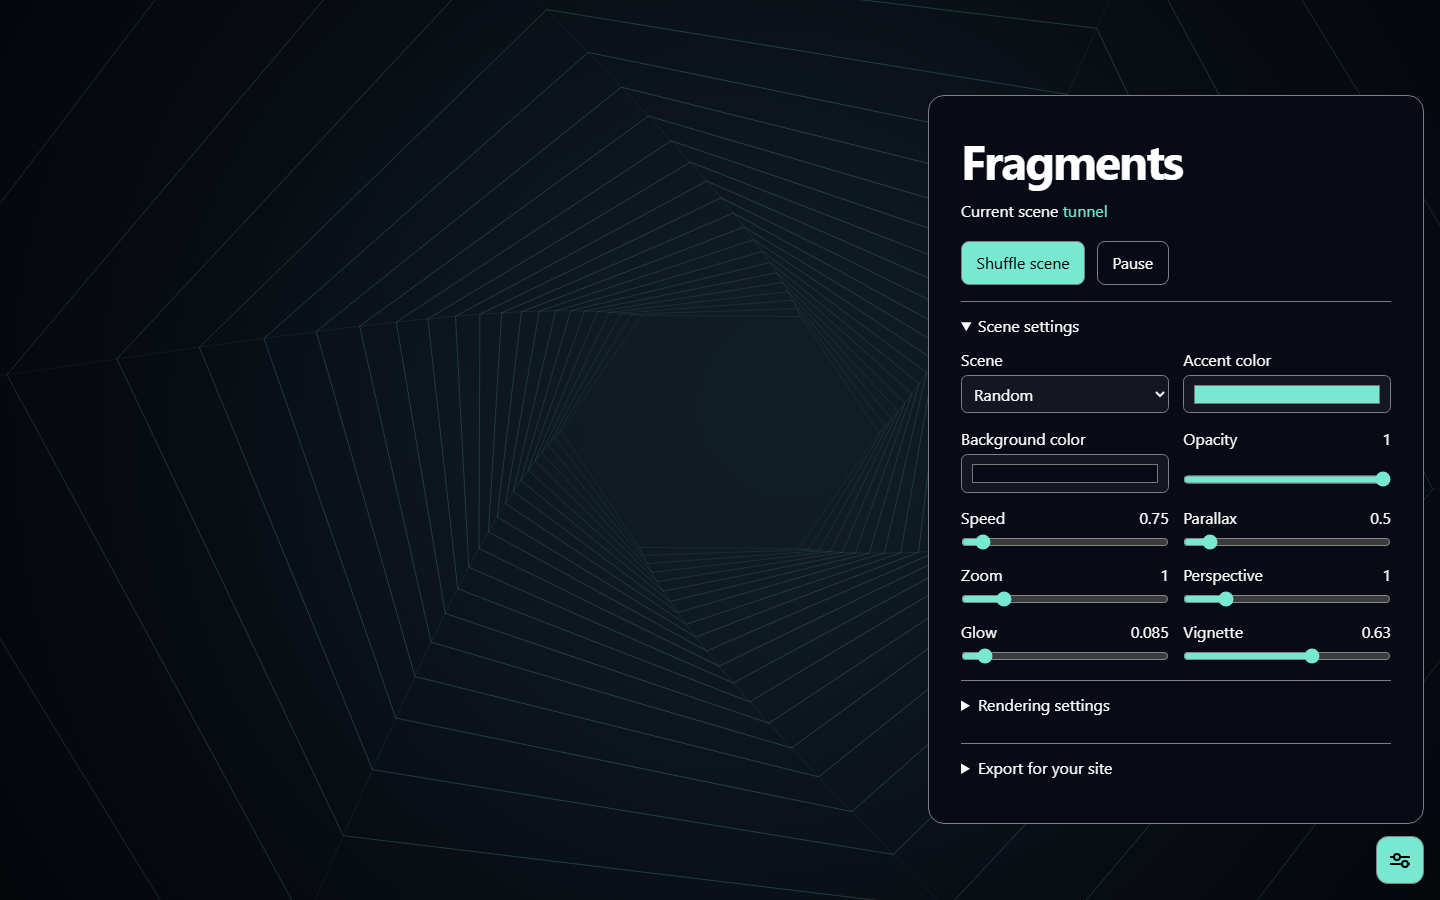 Fragments
Current scene tunnel
Shuffle scene Pause
Scene settings
Scene Accent color
Random
Background color Opacity 1
Speed 0.75 Parallax 0.5
Zoom 1 Perspective 1
Glow 0.085 Vignette 0.63
Rendering settings
Export for your site